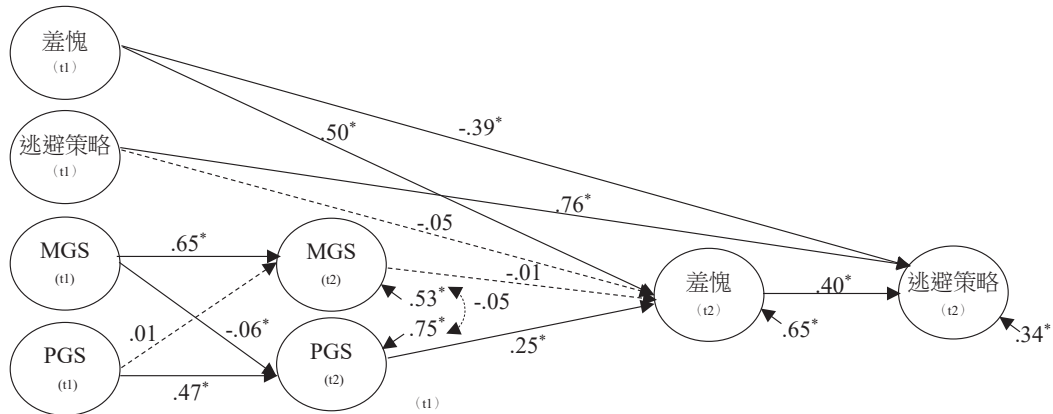 羞愧
(t1)
.50*
-.39*
逃避策略
(t1)
.76*
-.05
MGS
(t1)
.65*
MGS
(t2)
-.01
.53*
-.05
羞愧
(t2)
.40*
逃避策略
(t2)
.01
-.06*
.75*
.65*
.34*
PGS
(t1)
.47*
PGS
(t2)
.25*
(t1)